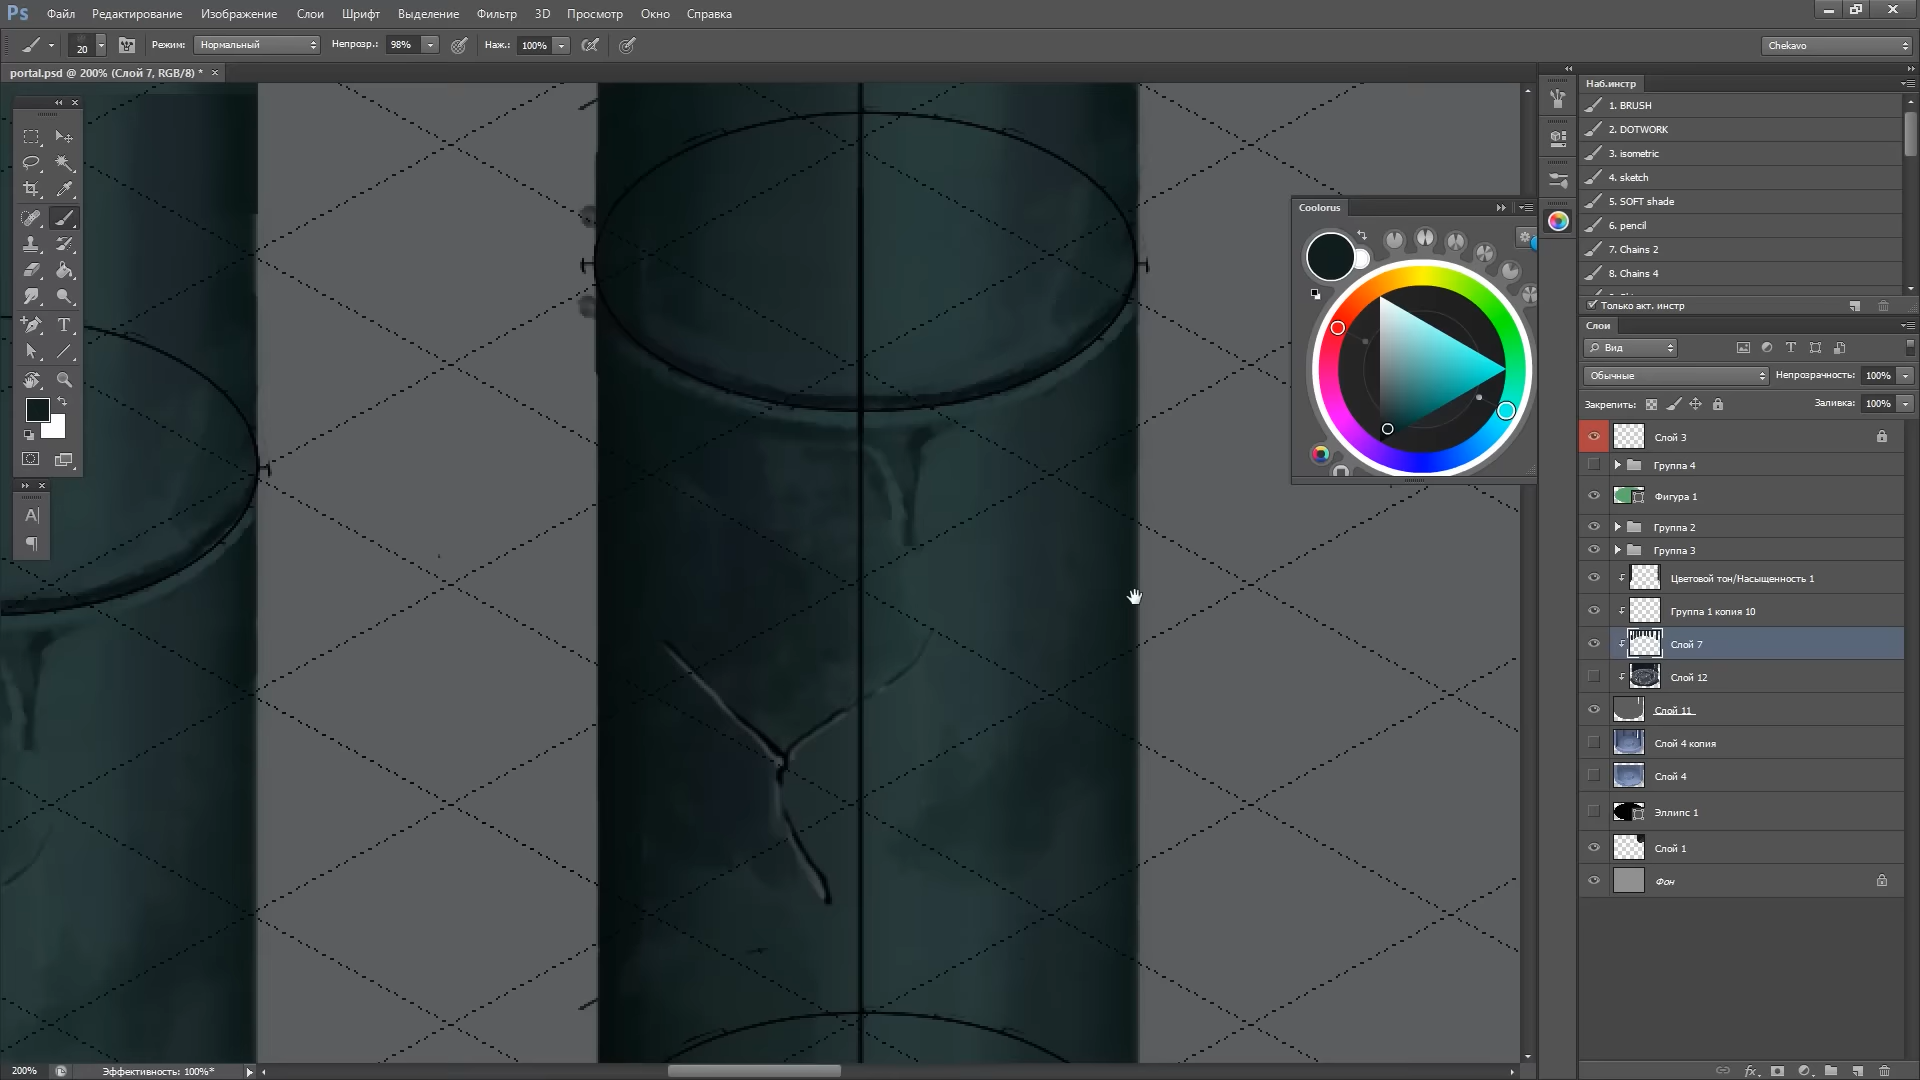 Ps Файл Редактирование Изображение Слои Шрифт Выделение Фильтр 3D Просмотр Окно Справка
20 Режим: Нормальный Непрозр.: 98% Наж.: 100% Chekavo
portal.psd @ 200% (Слой 7, RGB/8) * ×
Наб.инстр
1. BRUSH
2. DOTWORK
3. isometric
4. sketch
5. SOFT shade
6. pencil
7. Chains 2
8. Chains 4
Только акт. инстр
Coolorus
Слои
Вид
Обычные Непрозрачность: 100%
Закрепить: Заливка: 100%
Слой 3
Группа 4
Фигура 1
Группа 2
Группа 3
Цветовой тон/Насыщенность 1
Группа 1 копия 10
Слой 7
Слой 12
Слой 11
Слой 4 копия
Слой 4
Эллипс 1
Слой 1
Фон
200% Эффективность: 100%*